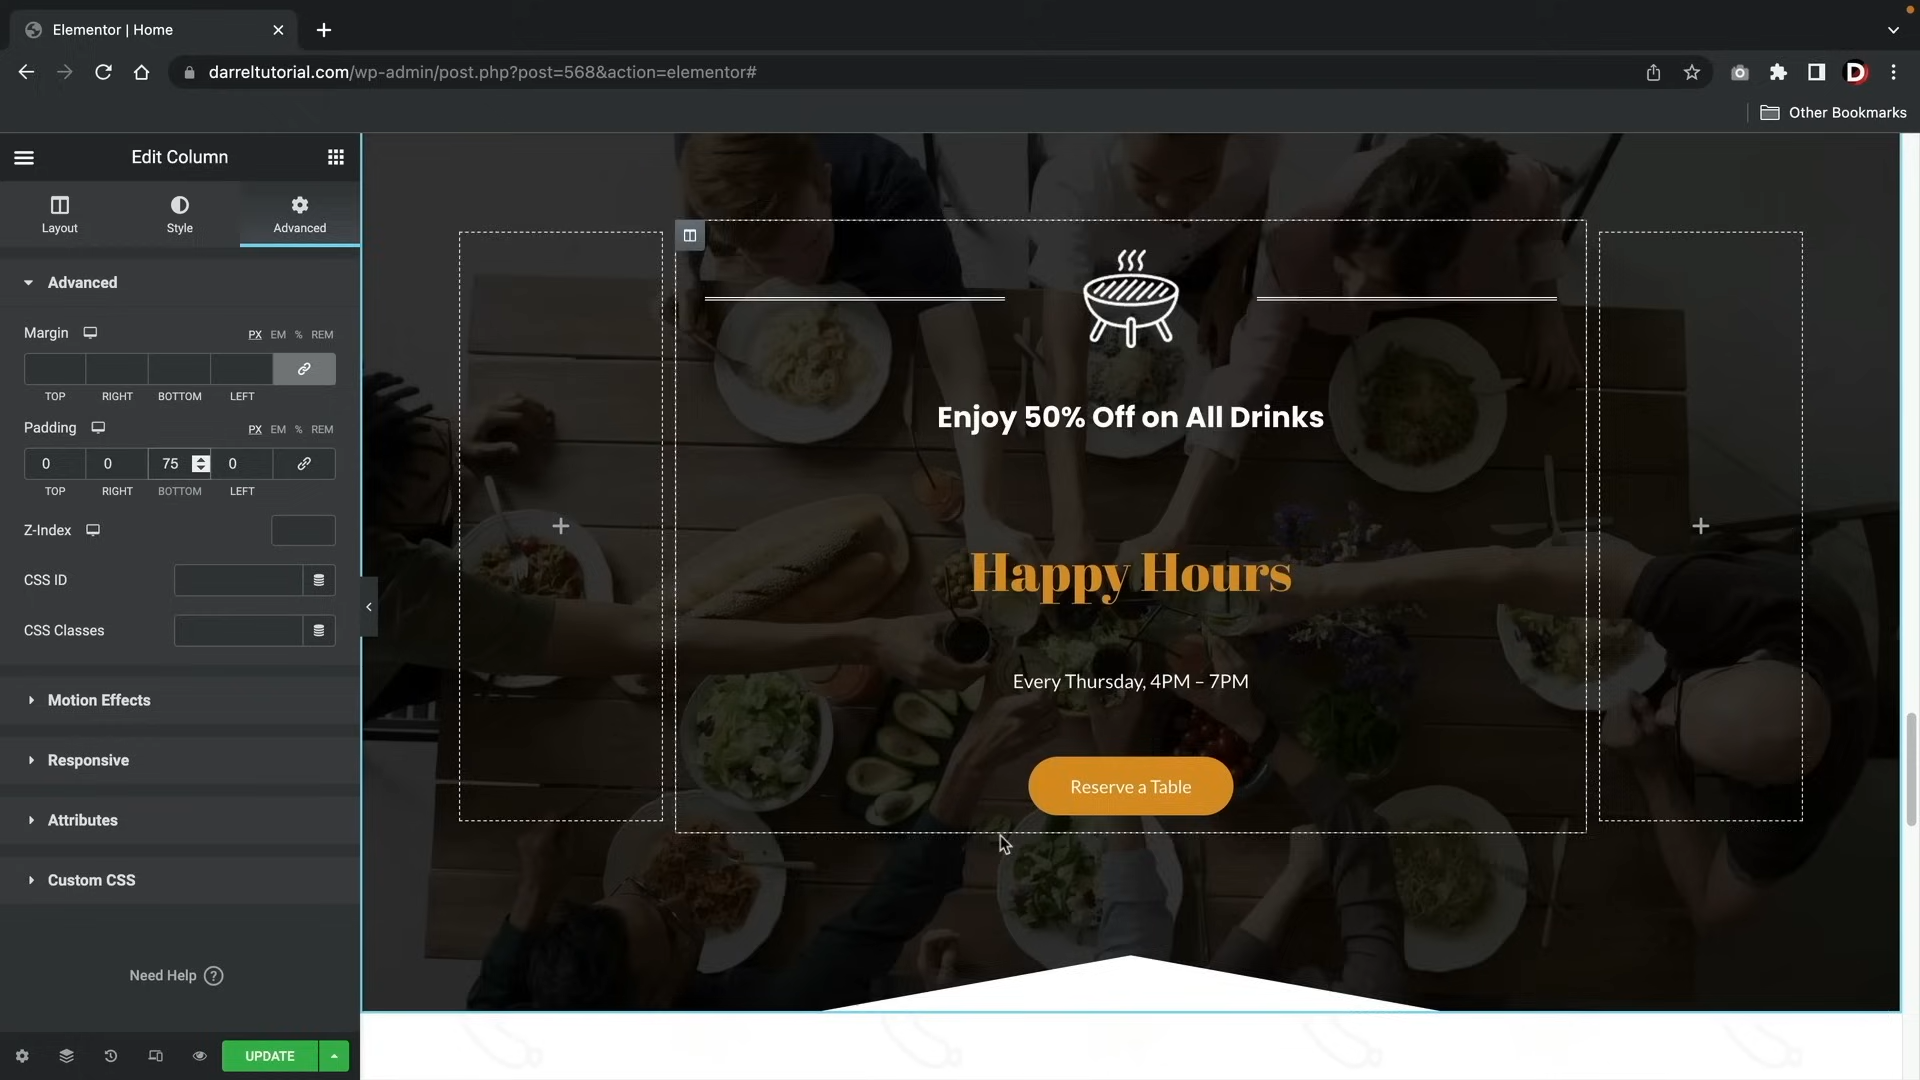 Elementor | Home
darreltutorial.com/wp-admin/post.php?post=568&action=elementor#
D
Other Bookmarks
Edit Column
Layout
Style
Advanced
Advanced
Margin
PX EM % REM
TOP RIGHT BOTTOM LEFT
Padding
PX EM % REM
0 0 75 0
TOP RIGHT BOTTOM LEFT
Z-Index
CSS ID
CSS Classes
Motion Effects
Responsive
Attributes
Custom CSS
Need Help ?
UPDATE
Enjoy 50% Off on All Drinks
Happy Hours
Every Thursday, 4PM – 7PM
Reserve a Table